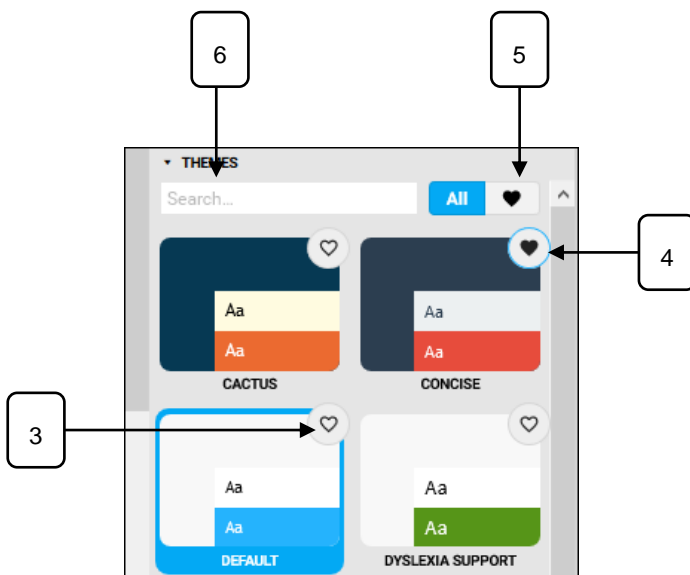 6
5
THEMES
Search...
All
4
Aa
Aa
Aa
Aa
CACTUS
CONCISE
3
Aa
Aa
Aa
Aa
DEFAULT
DYSLEXIA SUPPORT